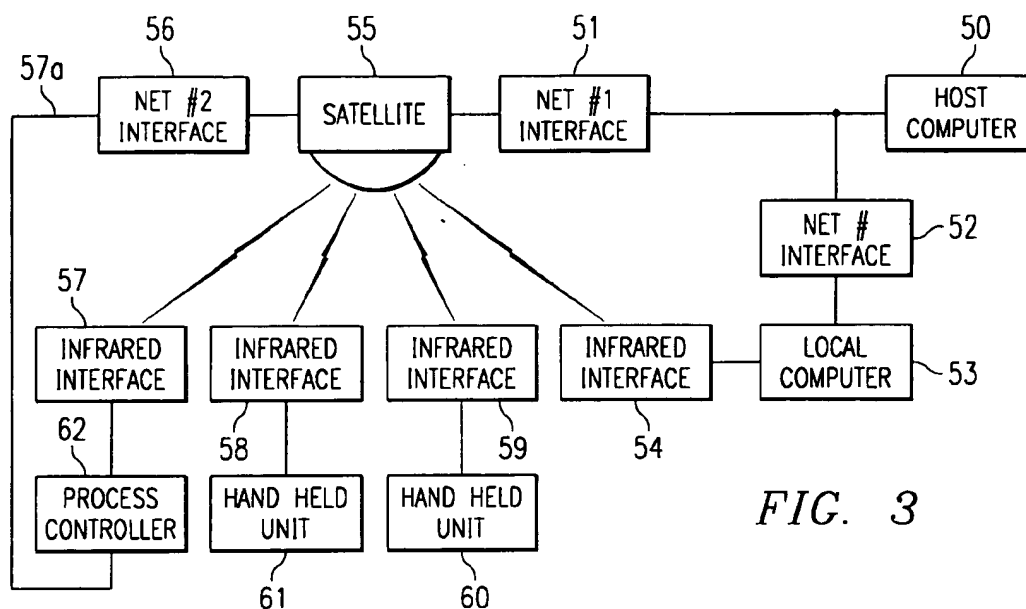 56
55
51
50
57a
NET #2
INTERFACE
SATELLITE
NET #1
INTERFACE
HOST
COMPUTER
NET #
INTERFACE
52
57
INFRARED
INTERFACE
INFRARED
INTERFACE
INFRARED
INTERFACE
INFRARED
INTERFACE
LOCAL
COMPUTER
53
62
58
59
54
PROCESS
CONTROLLER
HAND HELD
UNIT
HAND HELD
UNIT
FIG. 3
61
60